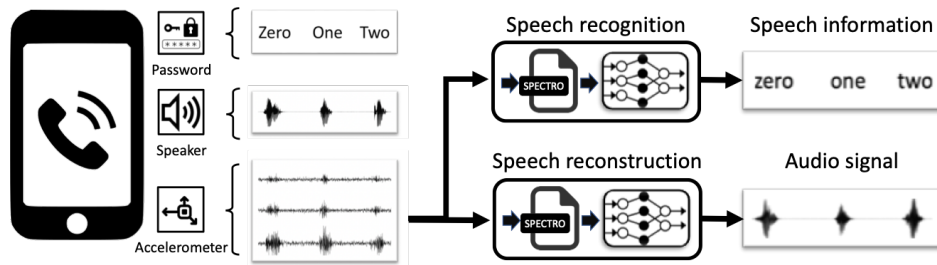 Password
*****
Zero One Two
Speaker
Accelerometer
Speech recognition
SPECTRO
Speech information
zero one two
Speech reconstruction
SPECTRO
Audio signal